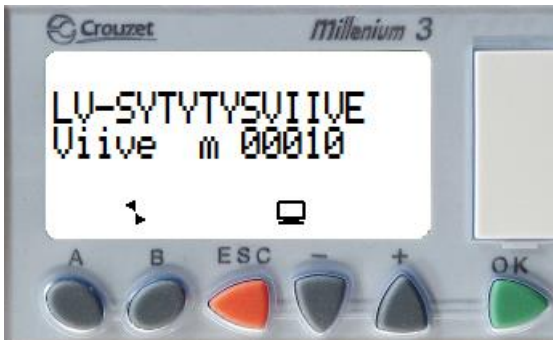 Crouzet
Millenium 3
LV-SYTYTYSVIIVE
Viive m 00010
A B ESC - + OK